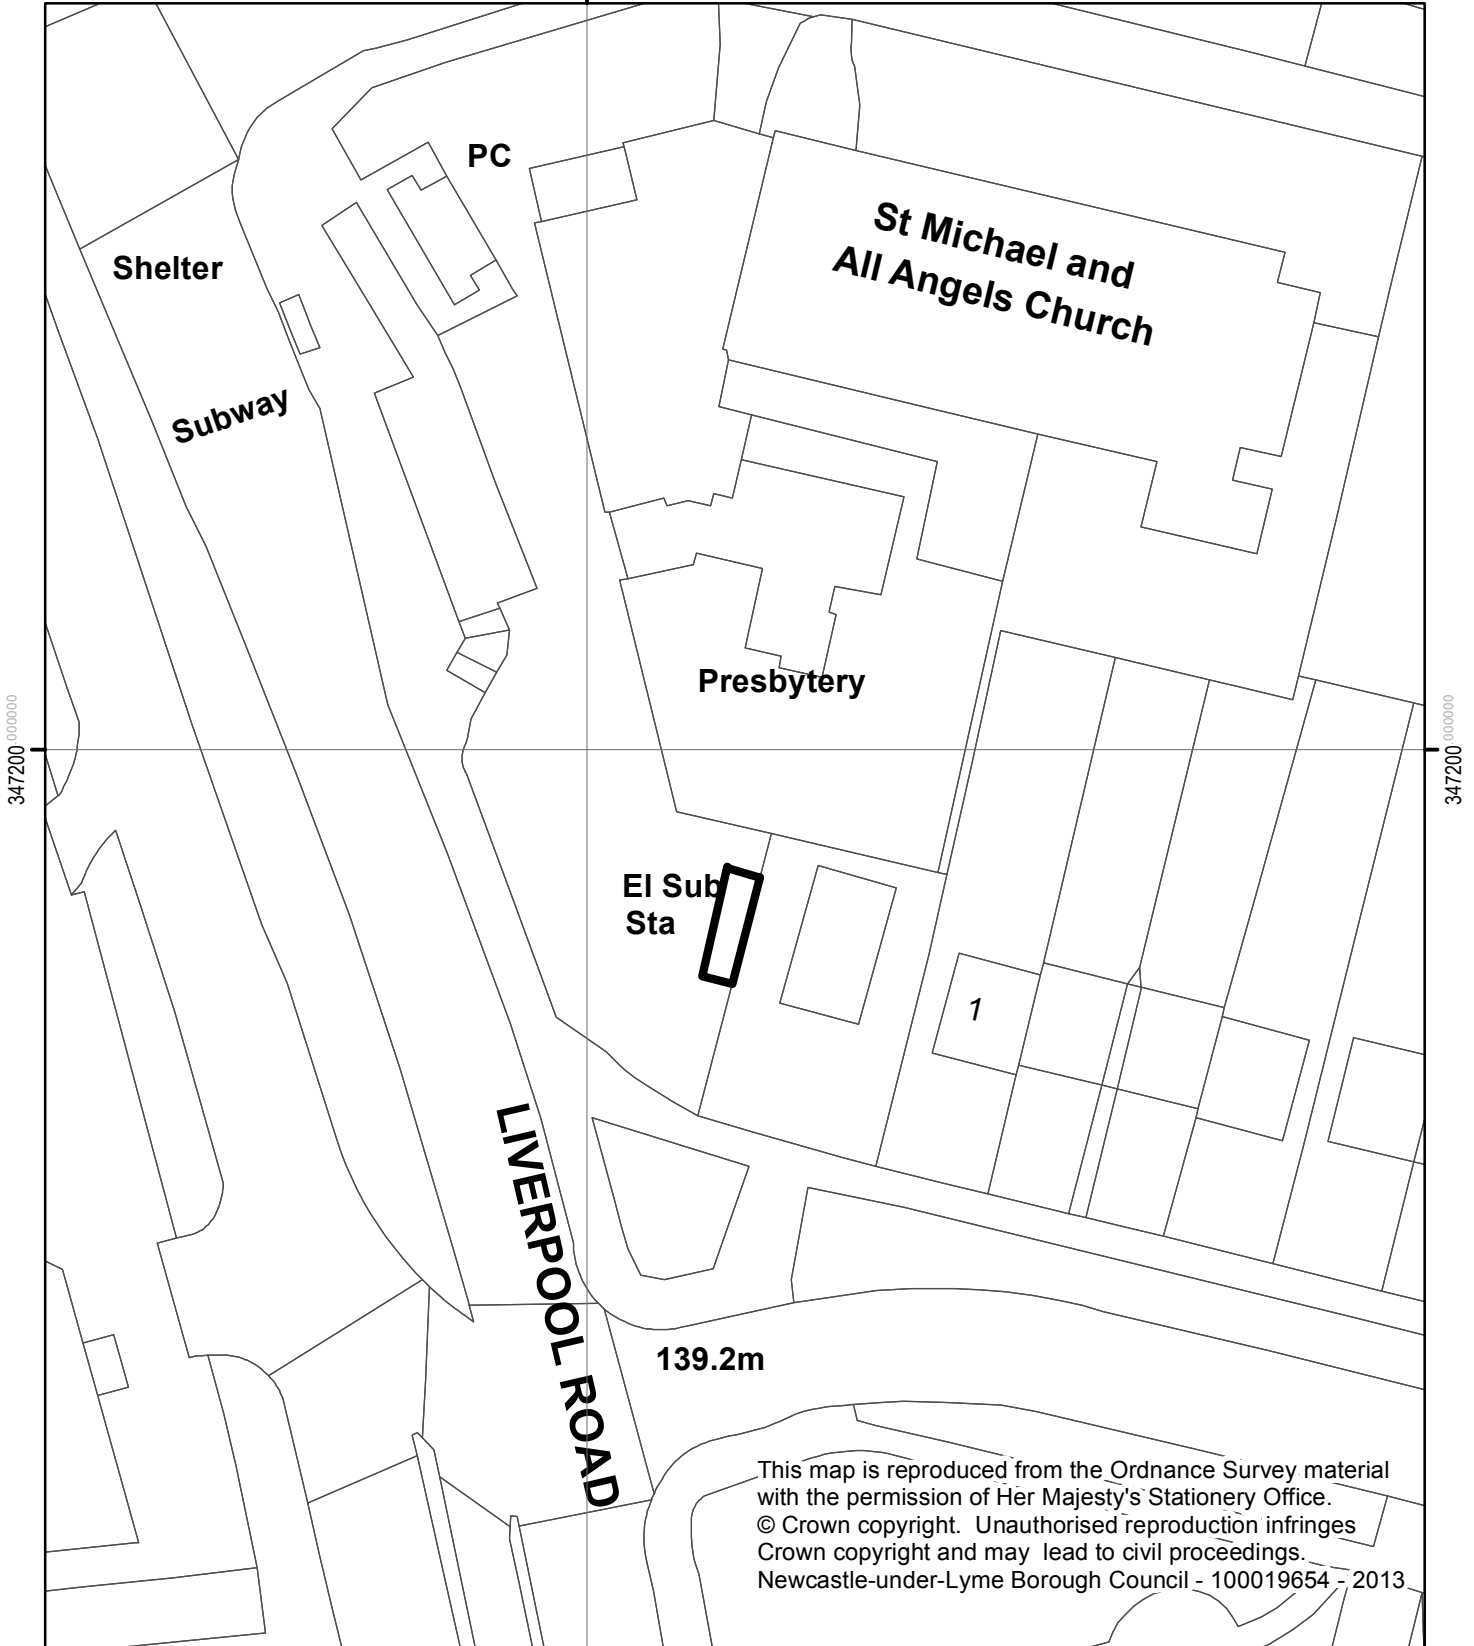 PC
St Michael and
All Angels Church
Shelter
Subway
Presbytery
347200.000000
347200.000000
El Sub
Sta
1
LIVERPOOL ROAD
139.2m
This map is reproduced from the Ordnance Survey material
with the permission of Her Majesty's Stationery Office.
© Crown copyright. Unauthorised reproduction infringes
Crown copyright and may lead to civil proceedings.
Newcastle-under-Lyme Borough Council - 100019654 - 2013